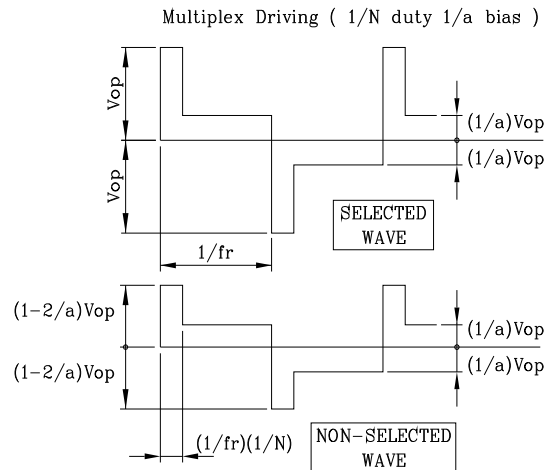 Multiplex Driving ( 1/N duty 1/a bias )
Vop
Vop
(1/a)Vop
(1/a)Vop
SELECTED
WAVE
1/fr
(1-2/a)Vop
(1-2/a)Vop
(1/a)Vop
(1/a)Vop
(1/fr)(1/N)
NON-SELECTED
WAVE